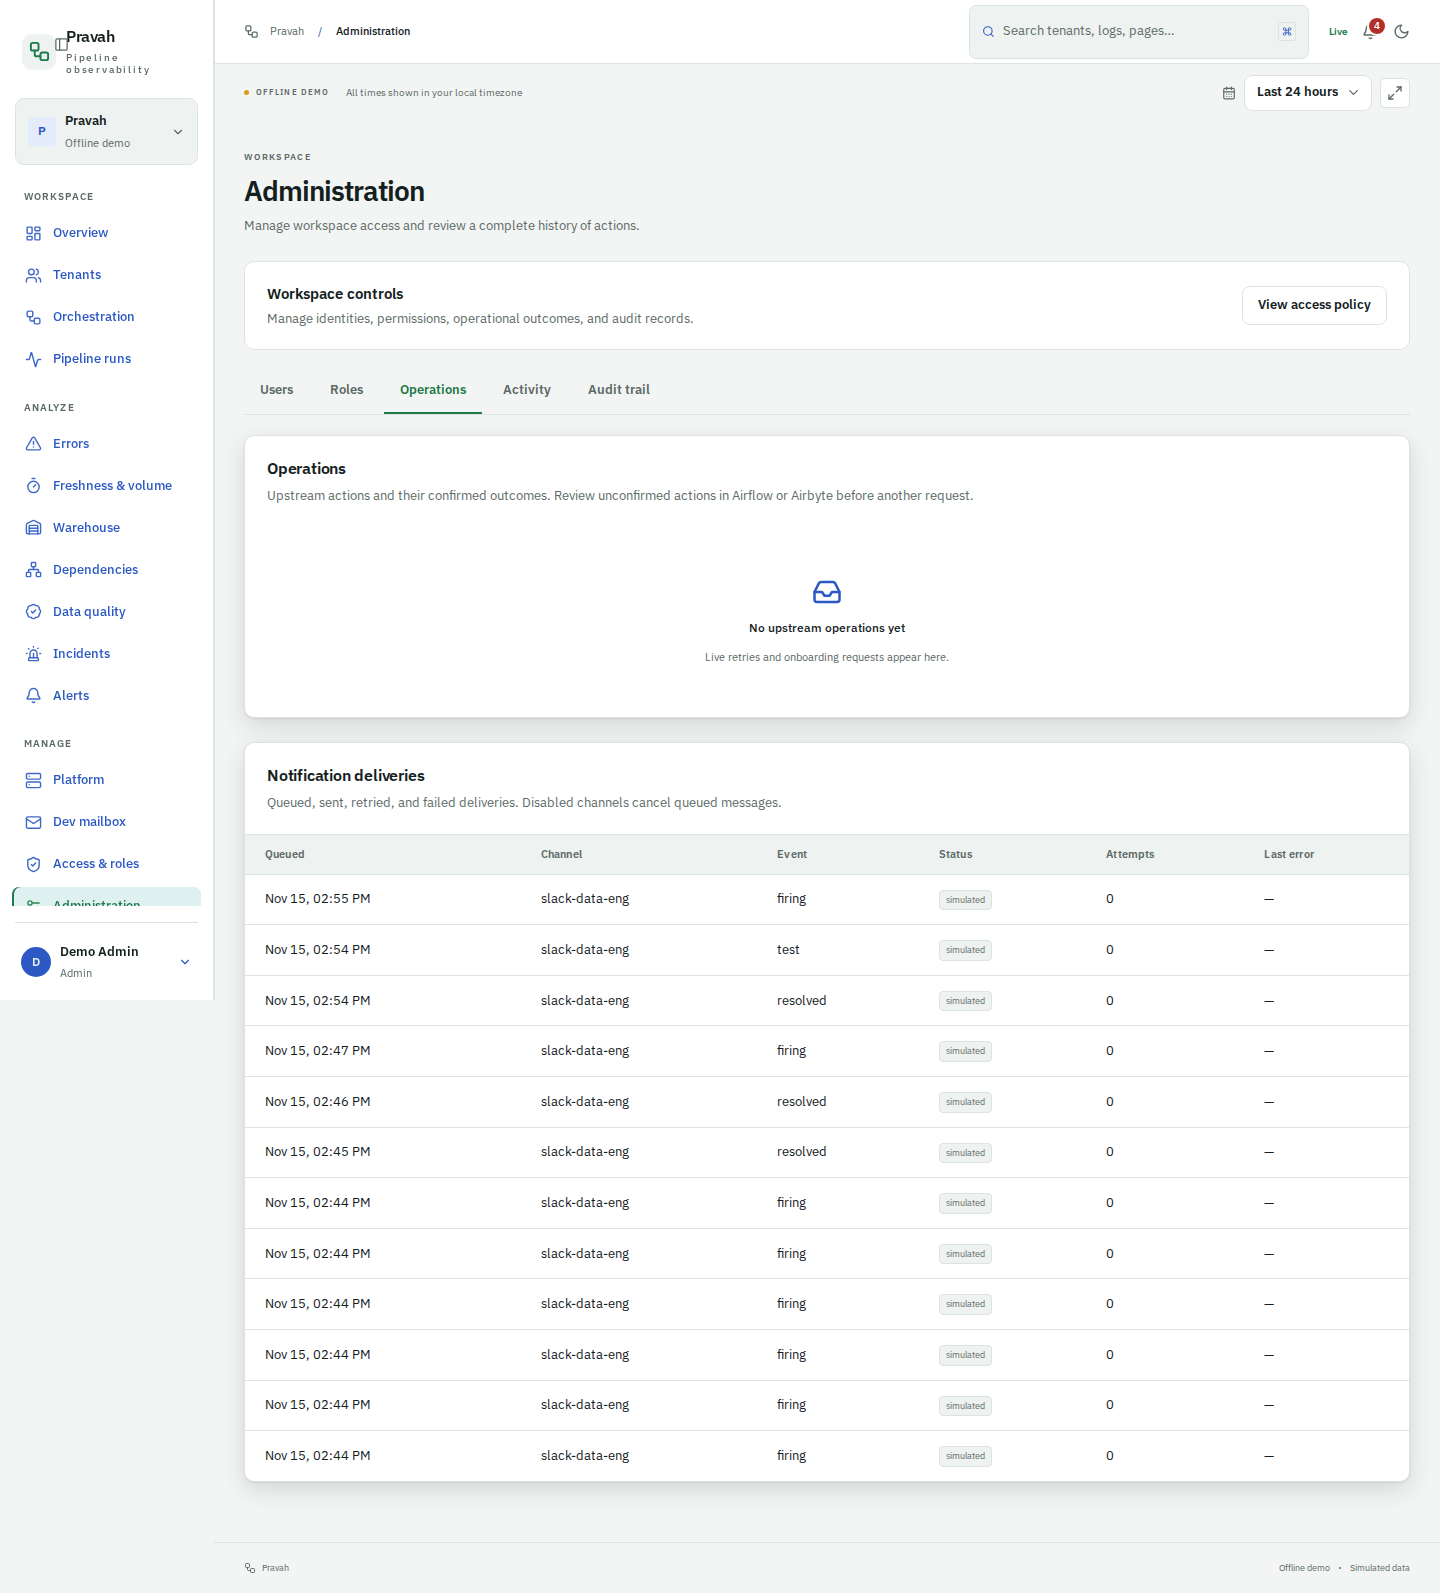 Pravah
Pipeline
observability
P
Pravah
Offline demo
WORKSPACE
Overview
Tenants
Orchestration
Pipeline runs
ANALYZE
Errors
Freshness & volume
Warehouse
Dependencies
Data quality
Incidents
Alerts
MANAGE
Platform
Dev mailbox
Access & roles
Administration
D
Demo Admin
Admin
Pravah / Administration
Search tenants, logs, pages...
⌘
Live
4
OFFLINE DEMO
All times shown in your local timezone
Last 24 hours
WORKSPACE
Administration
Manage workspace access and review a complete history of actions.
Workspace controls
Manage identities, permissions, operational outcomes, and audit records.
View access policy
Users Roles Operations Activity Audit trail
Operations
Upstream actions and their confirmed outcomes. Review unconfirmed actions in Airflow or Airbyte before another request.
No upstream operations yet
Live retries and onboarding requests appear here.
Notification deliveries
Queued, sent, retried, and failed deliveries. Disabled channels cancel queued messages.
Queued Channel Event Status Attempts Last error
Nov 15, 02:55 PM slack-data-eng firing simulated 0 —
Nov 15, 02:54 PM slack-data-eng test simulated 0 —
Nov 15, 02:54 PM slack-data-eng resolved simulated 0 —
Nov 15, 02:47 PM slack-data-eng firing simulated 0 —
Nov 15, 02:46 PM slack-data-eng resolved simulated 0 —
Nov 15, 02:45 PM slack-data-eng resolved simulated 0 —
Nov 15, 02:44 PM slack-data-eng firing simulated 0 —
Nov 15, 02:44 PM slack-data-eng firing simulated 0 —
Nov 15, 02:44 PM slack-data-eng firing simulated 0 —
Nov 15, 02:44 PM slack-data-eng firing simulated 0 —
Nov 15, 02:44 PM slack-data-eng firing simulated 0 —
Nov 15, 02:44 PM slack-data-eng firing simulated 0 —
Pravah
Offline demo • Simulated data